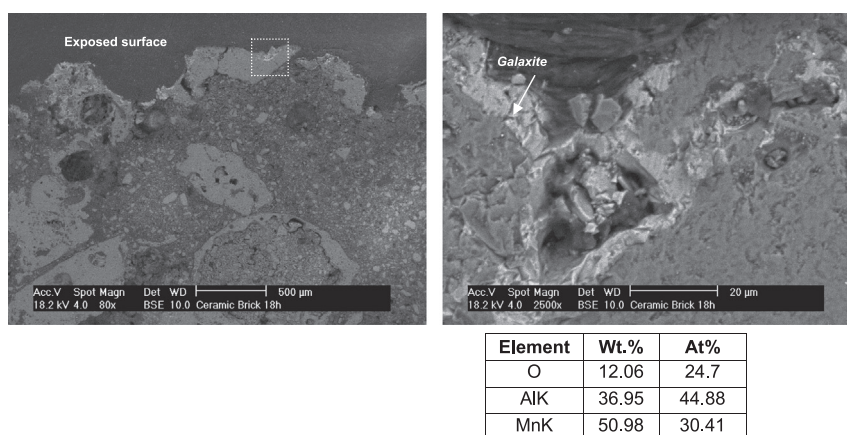 Exposed surface
Acc.V Spot Magn Det WD 500 µm
18.2 kV 4.0 80x BSE 10.0 Ceramic Brick 18h
Galaxite
Acc.V Spot Magn Det WD 20 µm
18.2 kV 4.0 2500x BSE 10.0 Ceramic Brick 18h
Element Wt.% At%
O 12.06 24.7
AlK 36.95 44.88
MnK 50.98 30.41